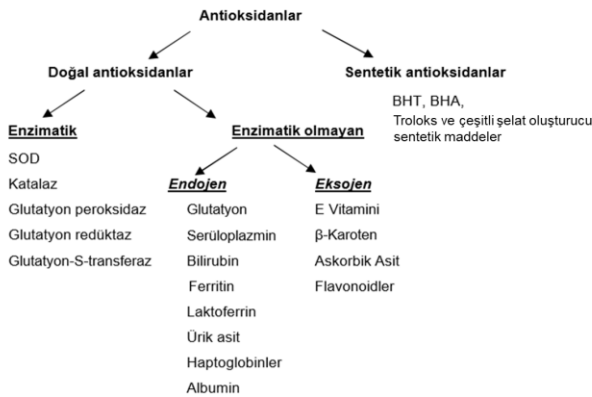 Antioksidanlar
Doğal antioksidanlar
Sentetik antioksidanlar
BHT, BHA,
Troloks ve çeşitli şelat oluşturucu
sentetik maddeler
Enzimatik
SOD
Katalaz
Glutatyon peroksidaz
Glutatyon redüktaz
Glutatyon-S-transferaz
Enzimatik olmayan
Endojen
Glutatyon
Serüloplazmin
Bilirubin
Ferritin
Laktoferrin
Ürik asit
Haptoglobinler
Albumin
Eksojen
E Vitamini
β-Karoten
Askorbik Asit
Flavonoidler